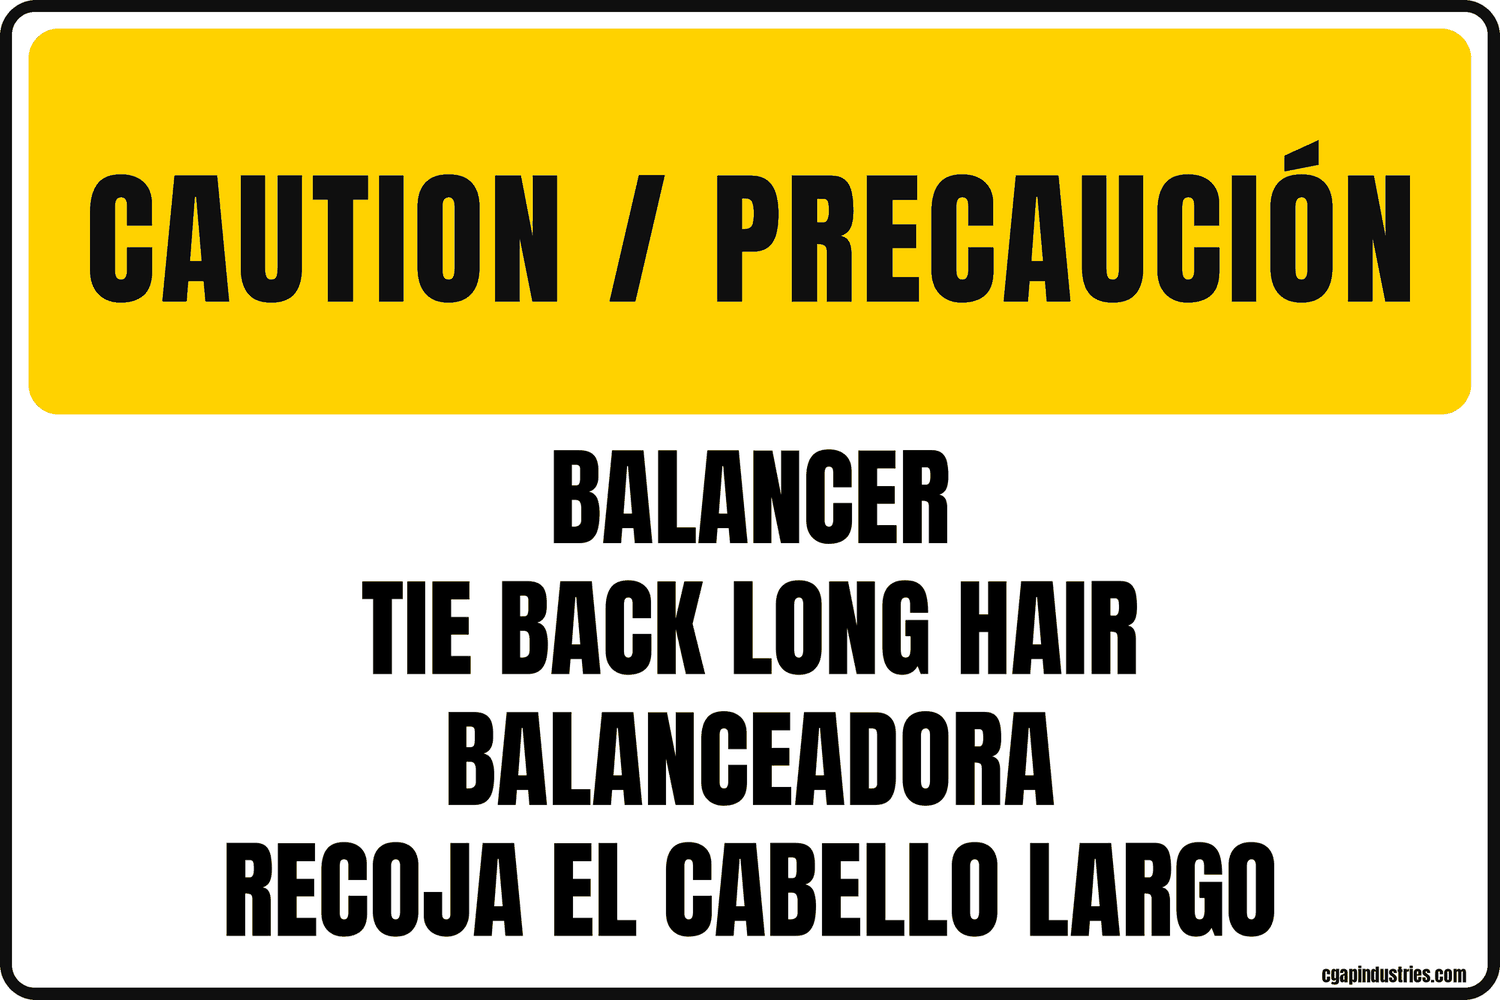 CAUTION / PRECAUCIÓN
BALANCER
TIE BACK LONG HAIR
BALANCEADORA
RECOJA EL CABELLO LARGO
cgapindustries.com